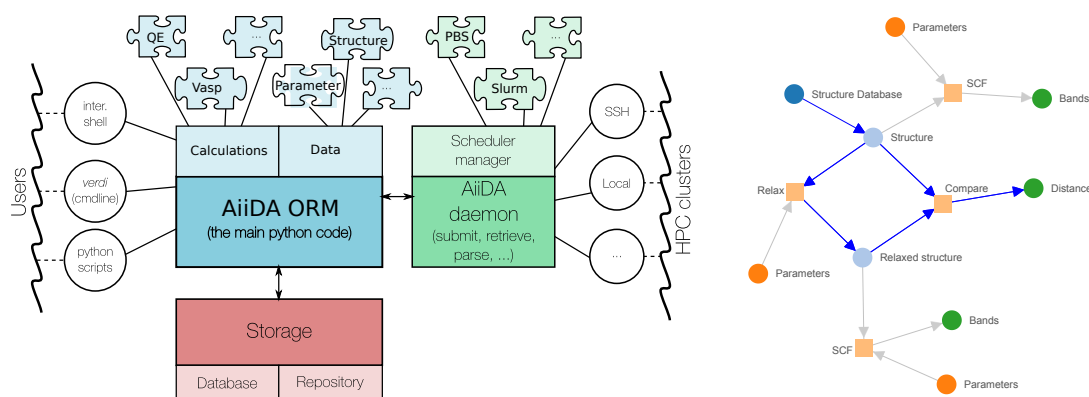 QE
...
Structure
PBS
...
Vasp
Parameter
...
Slurm
inter.
shell
verdi
(cmdline)
python
scripts
Users
Calculations
Data
AiiDA ORM
(the main python code)
Scheduler
manager
AiiDA
daemon
(submit, retrieve,
parse, ...)
SSH
Local
...
HPC clusters
Storage
Database
Repository
Parameters
SCF
Bands
Structure Database
Structure
Relax
Compare
Distance
Parameters
Relaxed structure
Bands
SCF
Parameters